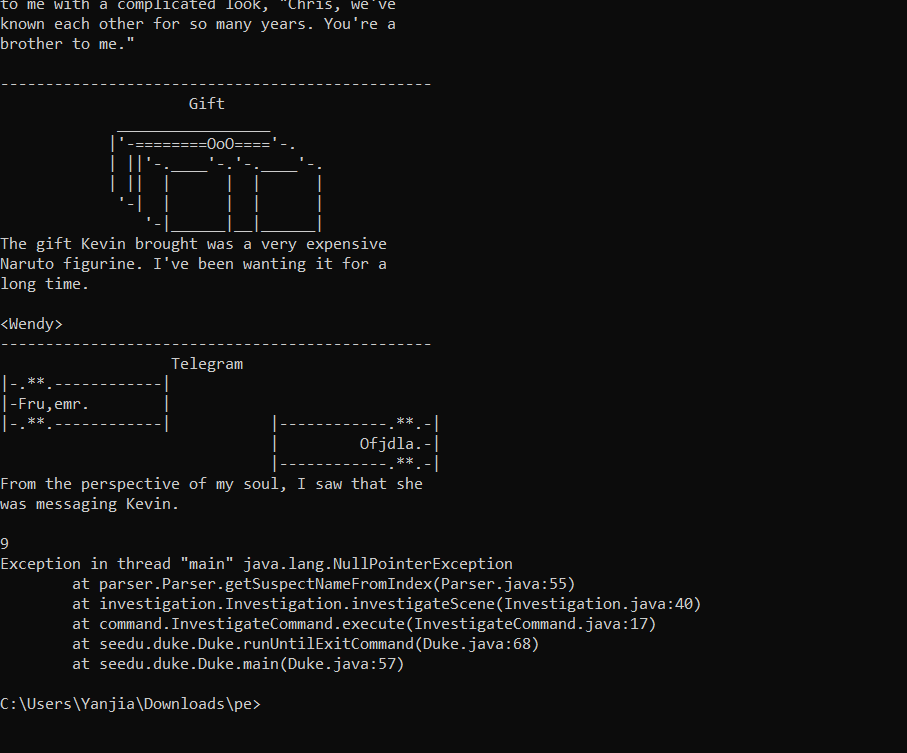 to me with a complicated look, "Chris, we've
known each other for so many years. You're a
brother to me."
------------------------------------------------
Gift
_________________
|'-========OoO===='-.
| ||'-.____'-.'-.____'-.
| || |      | |      |
'-| |      | |      |
'-|______|__|______|
The gift Kevin brought was a very expensive
Naruto figurine. I've been wanting it for a
long time.
<Wendy>
------------------------------------------------
Telegram
|-.**.------------|
|-Fru,emr.        |
|-.**.------------|           |------------.**.-|
|         Ofjdla.-|
|------------.**.-|
From the perspective of my soul, I saw that she
was messaging Kevin.
9
Exception in thread "main" java.lang.NullPointerException
at parser.Parser.getSuspectNameFromIndex(Parser.java:55)
at investigation.Investigation.investigateScene(Investigation.java:40)
at command.InvestigateCommand.execute(InvestigateCommand.java:17)
at seedu.duke.Duke.runUntilExitCommand(Duke.java:68)
at seedu.duke.Duke.main(Duke.java:57)
C:\Users\Yanjia\Downloads\pe>